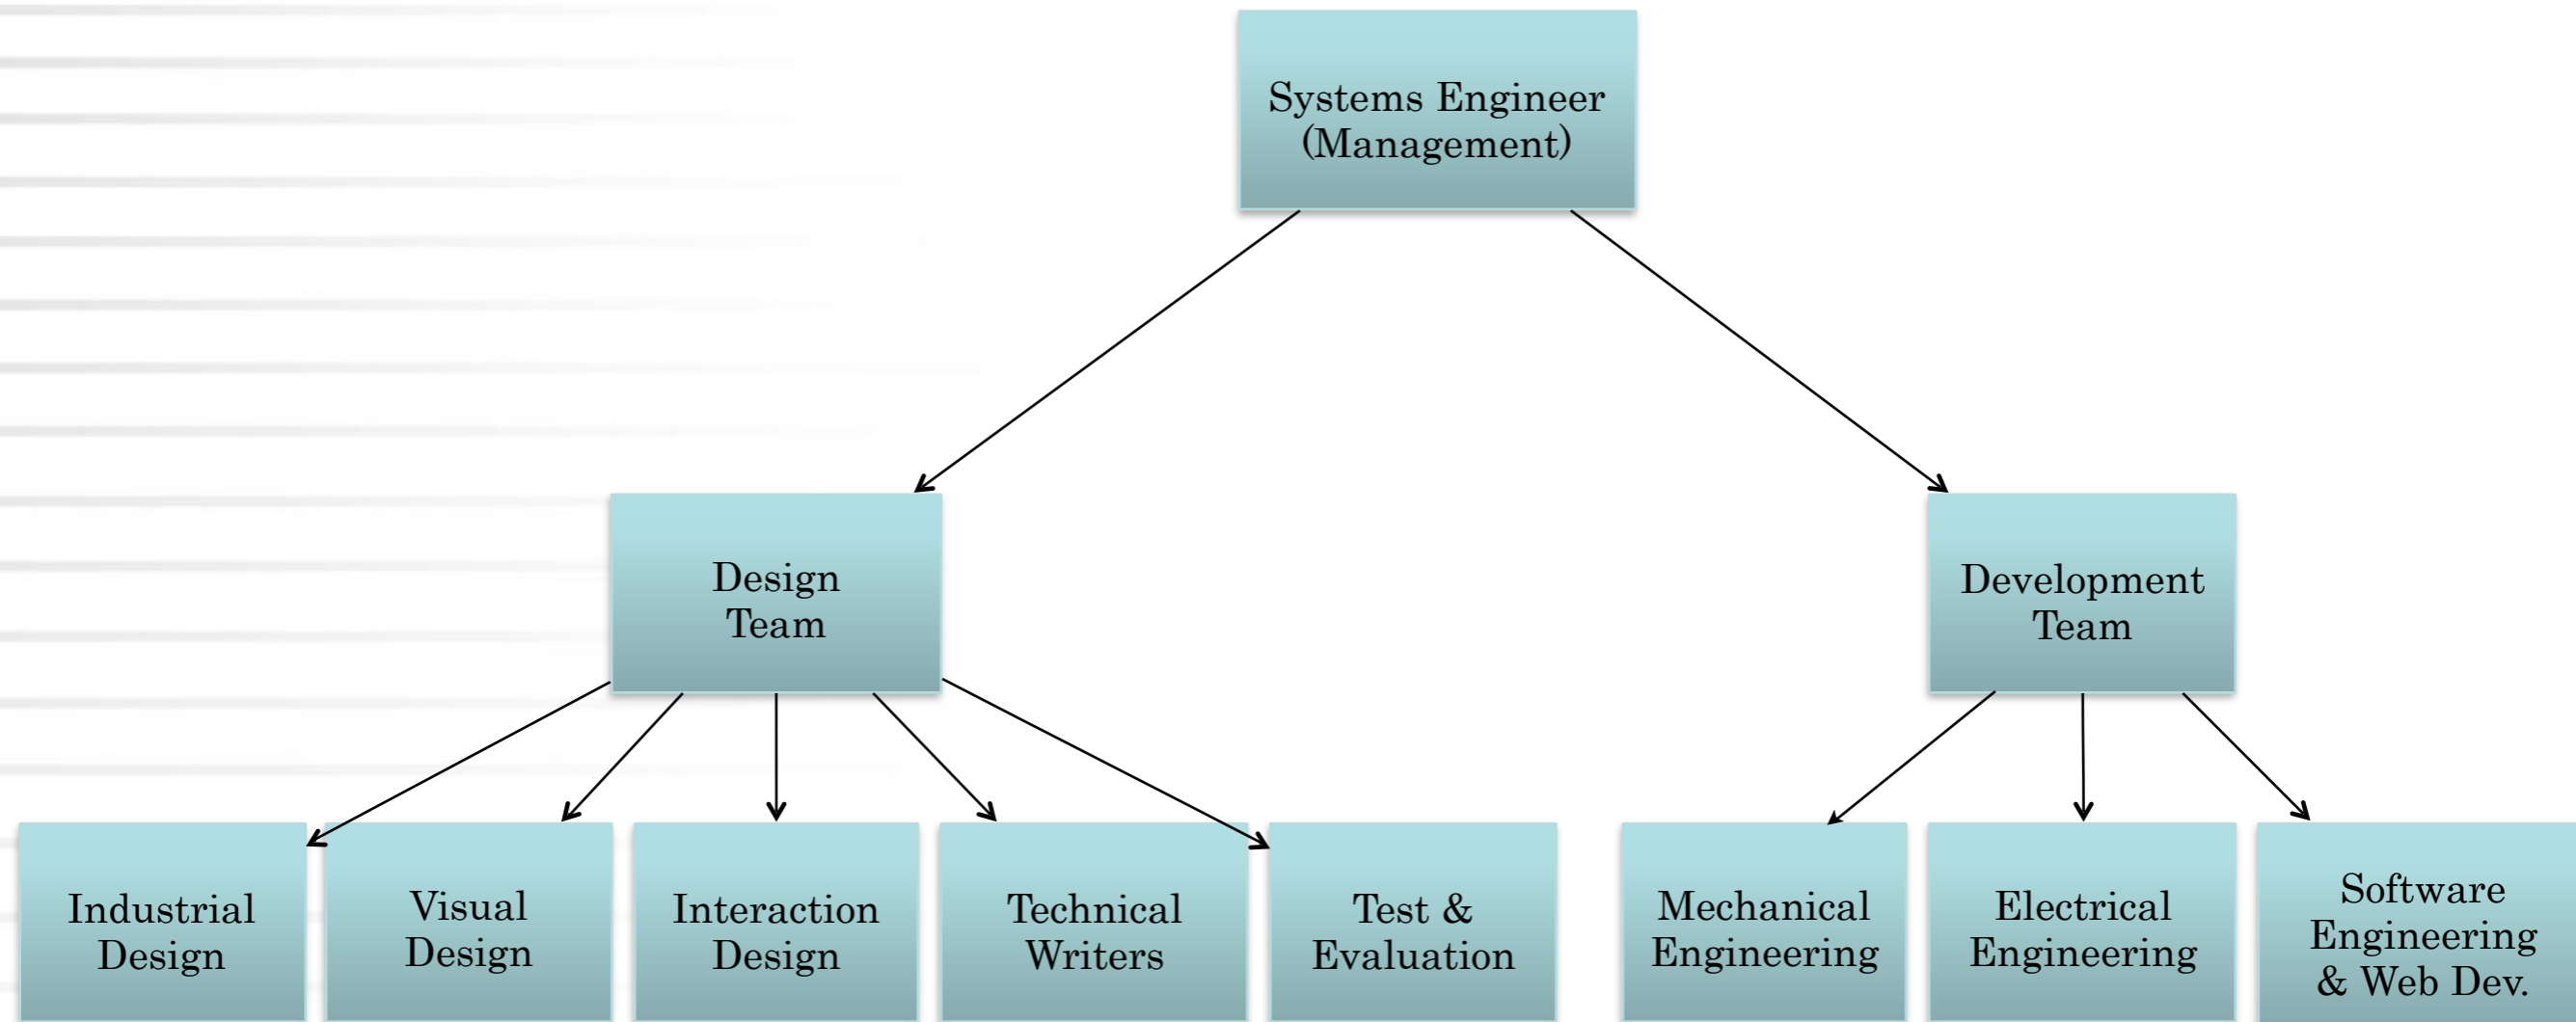 Systems Engineer
(Management)
Design
Team
Development
Team
Industrial
Design
Visual
Design
Interaction
Design
Technical
Writers
Test &
Evaluation
Mechanical
Engineering
Electrical
Engineering
Software
Engineering
& Web Dev.